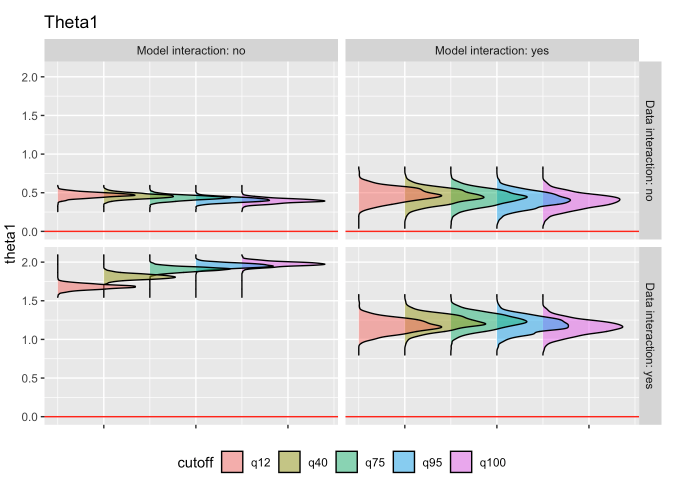 Theta1
Model interaction: no
Model interaction: yes
2.0
1.5
1.0
0.5
0.0
Data interaction: no
theta1
2.0
1.5
1.0
0.5
0.0
Data interaction: yes
cutoff q12 q40 q75 q95 q100